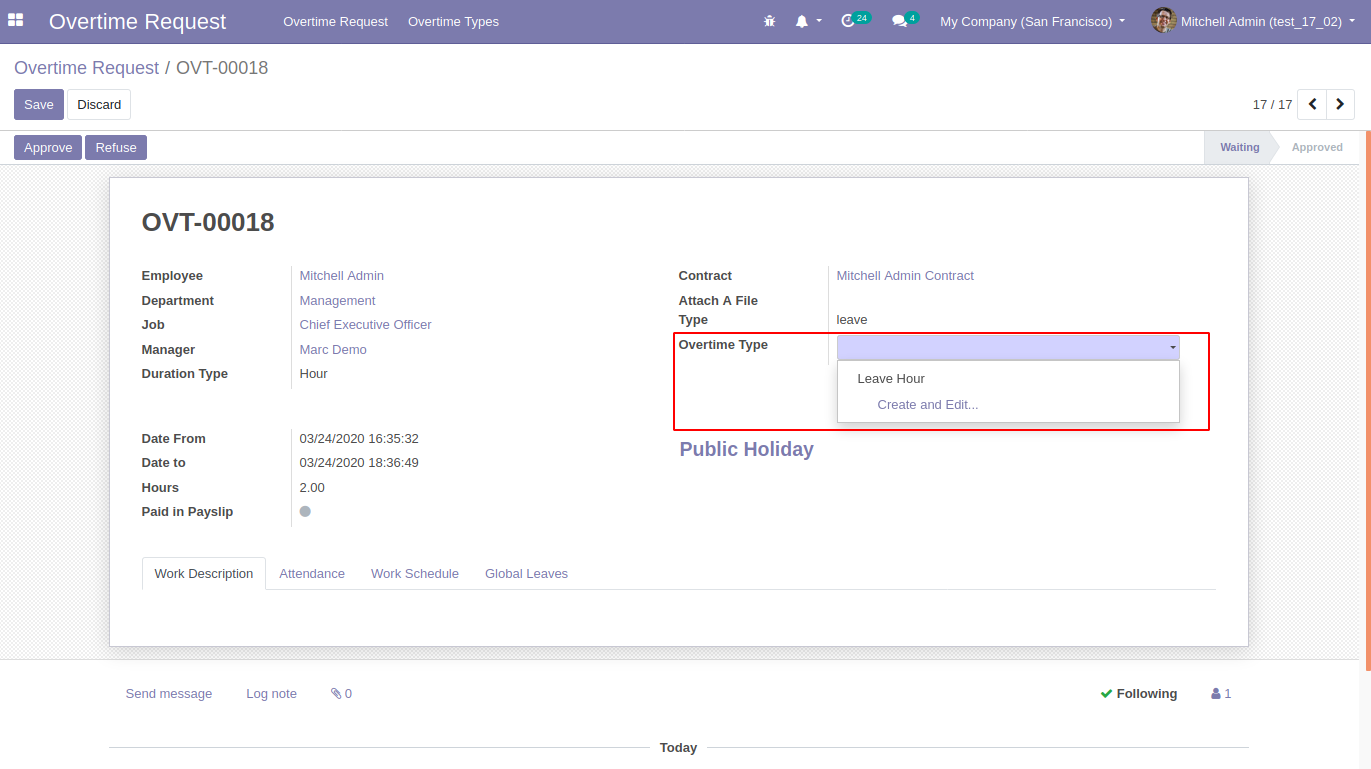 Overtime Request Overtime Request Overtime Types 24 4 My Company (San Francisco) Mitchell Admin (test_17_02)
Overtime Request / OVT-00018
Save Discard 17 / 17
Approve Refuse Waiting Approved
OVT-00018
Employee Mitchell Admin
Department Management
Job Chief Executive Officer
Manager Marc Demo
Duration Type Hour
Contract Mitchell Admin Contract
Attach A File
Type leave
Overtime Type
Leave Hour
Create and Edit...
Date From 03/24/2020 16:35:32
Date to 03/24/2020 18:36:49
Hours 2.00
Paid in Payslip
Public Holiday
Work Description Attendance Work Schedule Global Leaves
Send message Log note 0 Following 1
Today